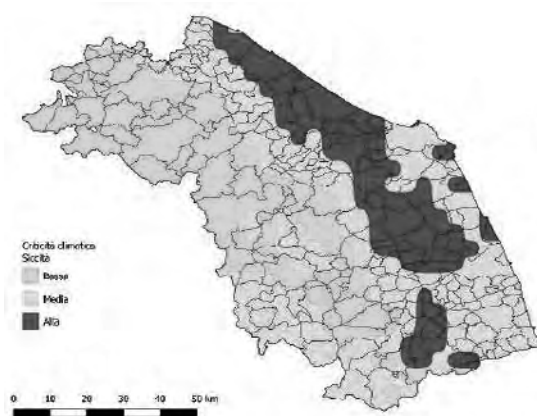 Criticità climatica
Siccità
Bassa
Media
Alta
0 10 20 30 40 50 km